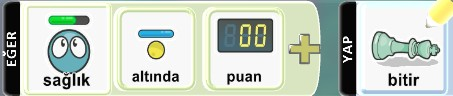 EĞER
sağlık
altında
00
puan
YAP
bitir